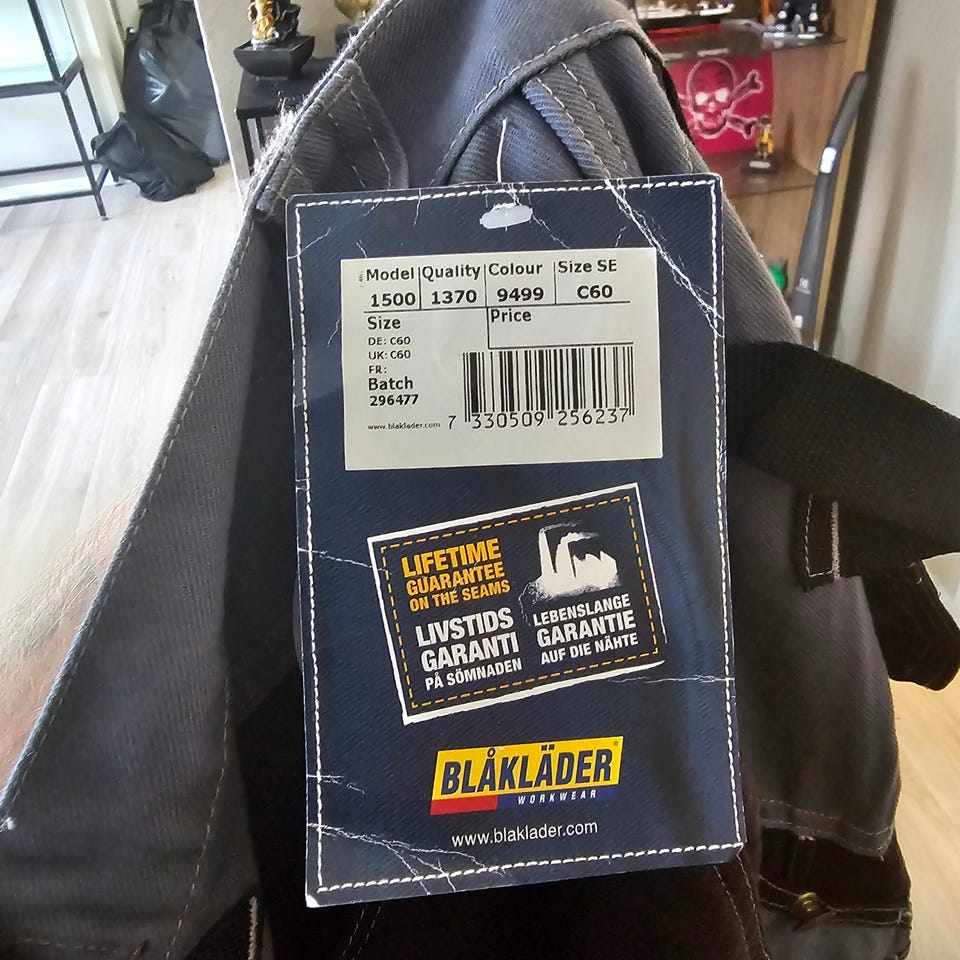 Model Quality Colour Size SE
1500 1370 9499 C60
Size Price
DE: C60
UK: C60
FR:
Batch
296477
www.blaklader.com 7 330509 256237
LIFETIME
GUARANTEE
ON THE SEAMS
LIVSTIDS
GARANTI
PÅ SÖMNADEN
LEBENSLANGE
GARANTIE
AUF DIE NÄHTE
BLÅKLÄDER®
WORKWEAR
www.blaklader.com